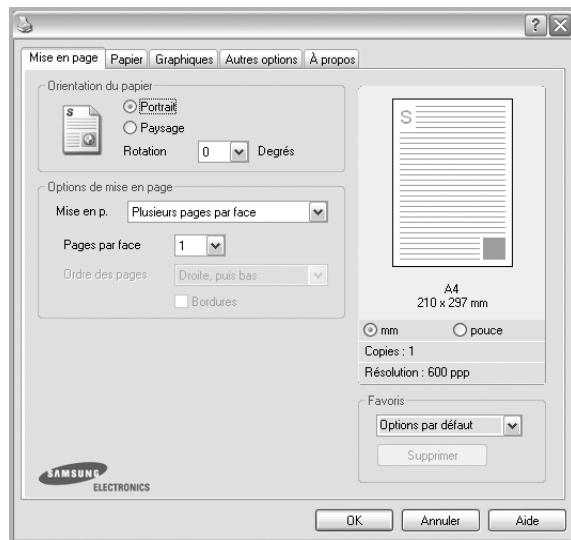 Mise en page Papier Graphiques Autres options À propos
Orientation du papier
S
Portrait
Paysage
Rotation 0 Degrés
Options de mise en page
Mise en p. Plusieurs pages par face
Pages par face 1
Ordre des pages Droite, puis bas
Bordures
S
A4
210 x 297 mm
mm pouce
Copies : 1
Résolution : 600 ppp
Favoris
Options par défaut
Supprimer
SAMSUNG
ELECTRONICS
OK Annuler Aide